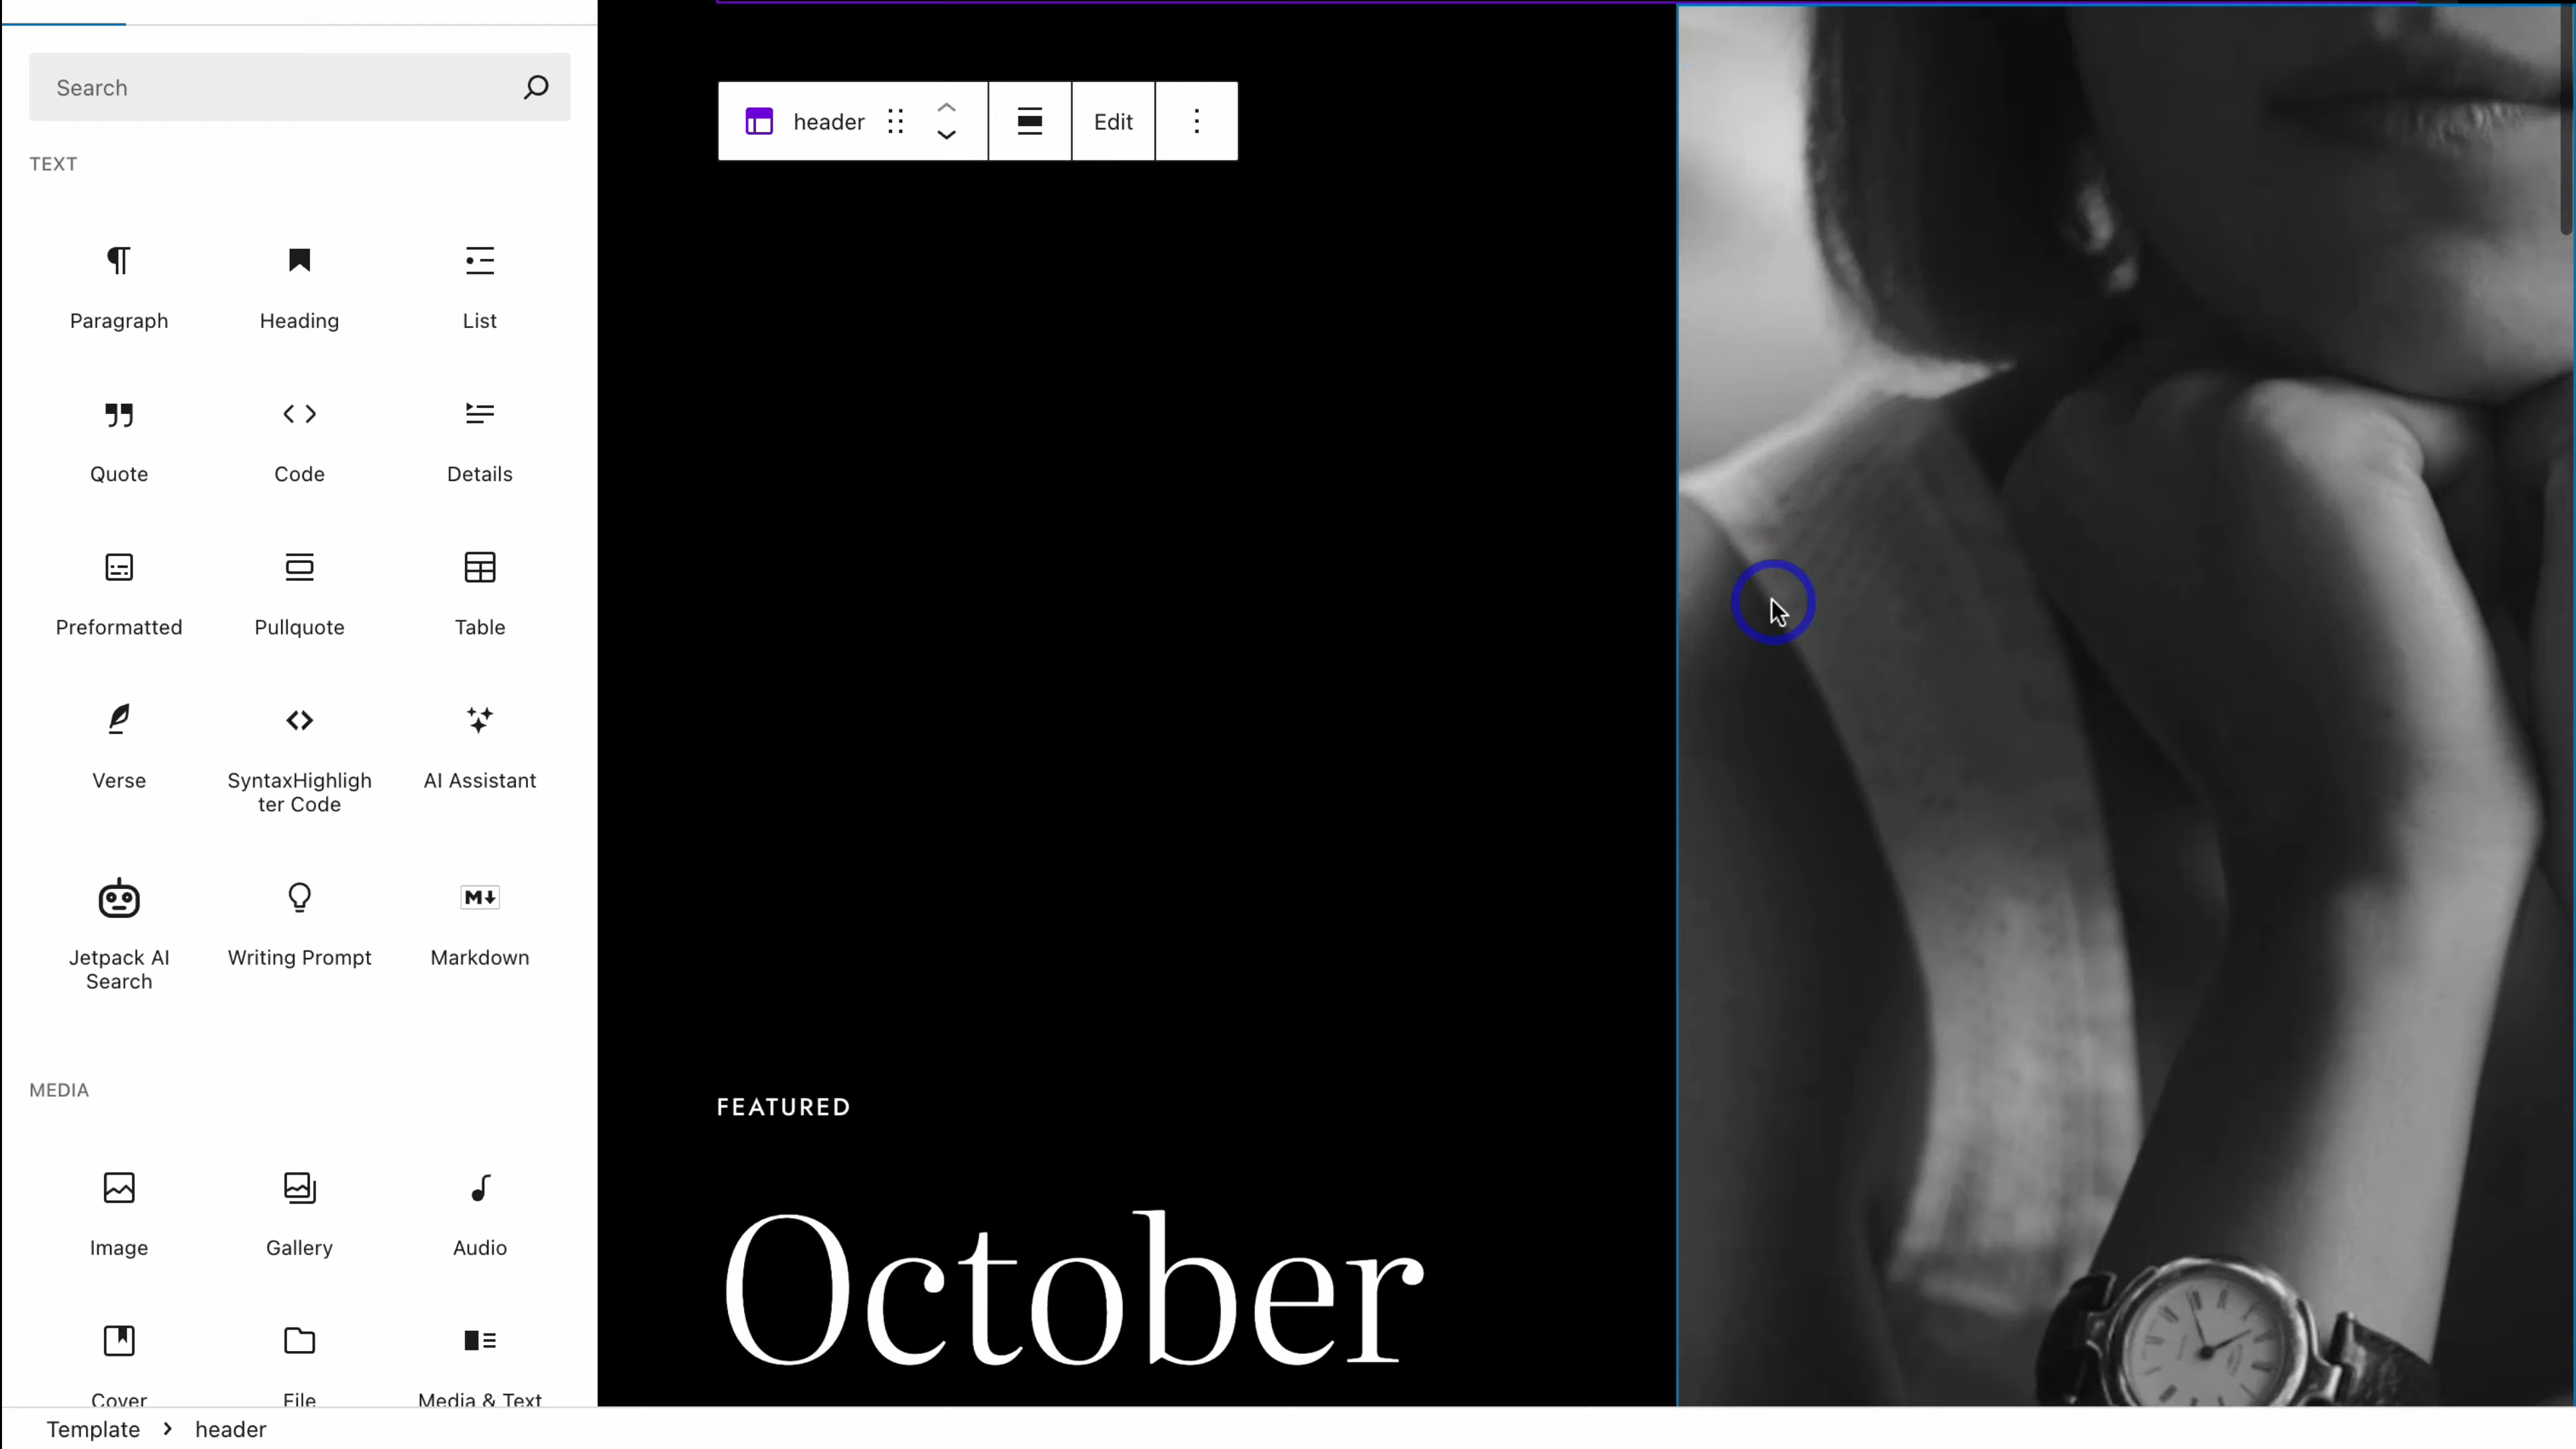 Search
TEXT
Paragraph
Heading
List
Quote
Code
Details
Preformatted
Pullquote
Table
Verse
SyntaxHighligh
ter Code
AI Assistant
Jetpack AI
Search
Writing Prompt
M
Markdown
MEDIA
Image
Gallery
Audio
Cover
File
Media & Text
Template
header
header
Edit
FEATURED
October